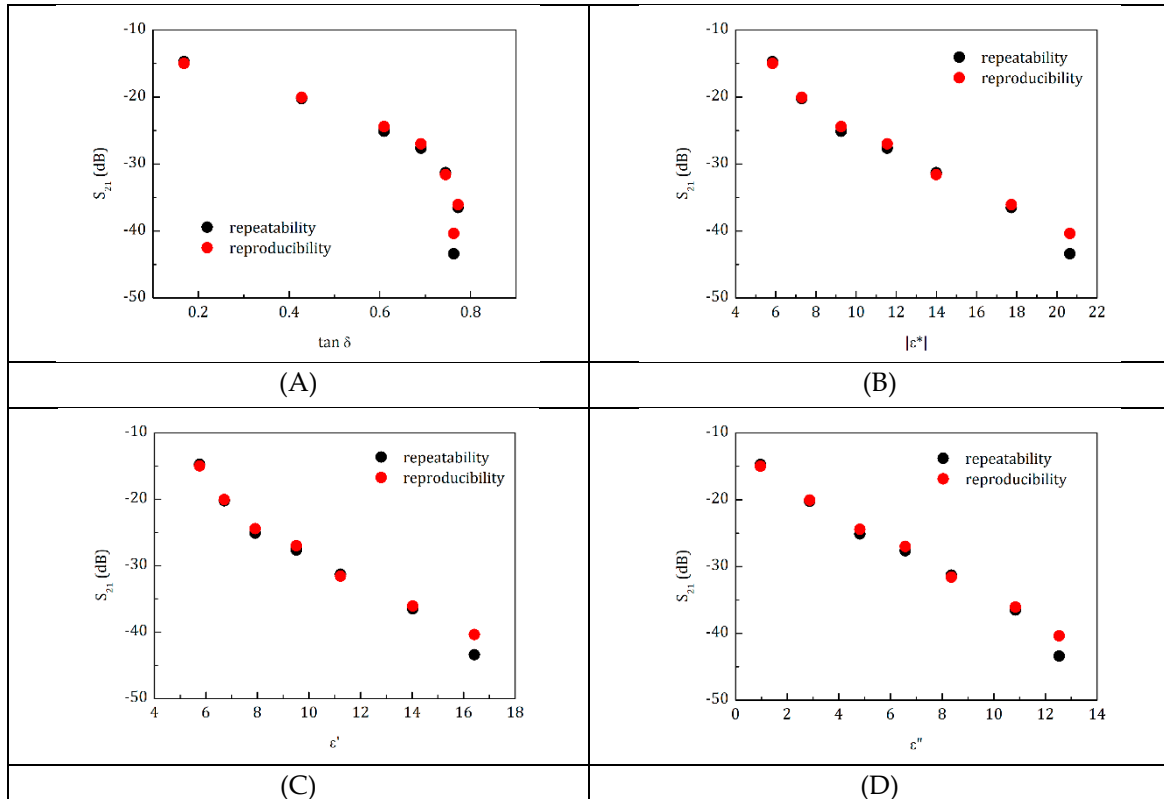 -10
-20
-30
-40
-50
S21 (dB)
repeatability
reproducibility
0.2 0.4 0.6 0.8
tan δ
-10
-20
-30
-40
-50
S21 (dB)
repeatability
reproducibility
4 6 8 10 12 14 16 18 20 22
|ε*|
(A) (B)
-10
-20
-30
-40
-50
S21 (dB)
repeatability
reproducibility
4 6 8 10 12 14 16 18
ε'
-10
-20
-30
-40
-50
S21 (dB)
repeatability
reproducibility
0 2 4 6 8 10 12 14
ε"
(C) (D)